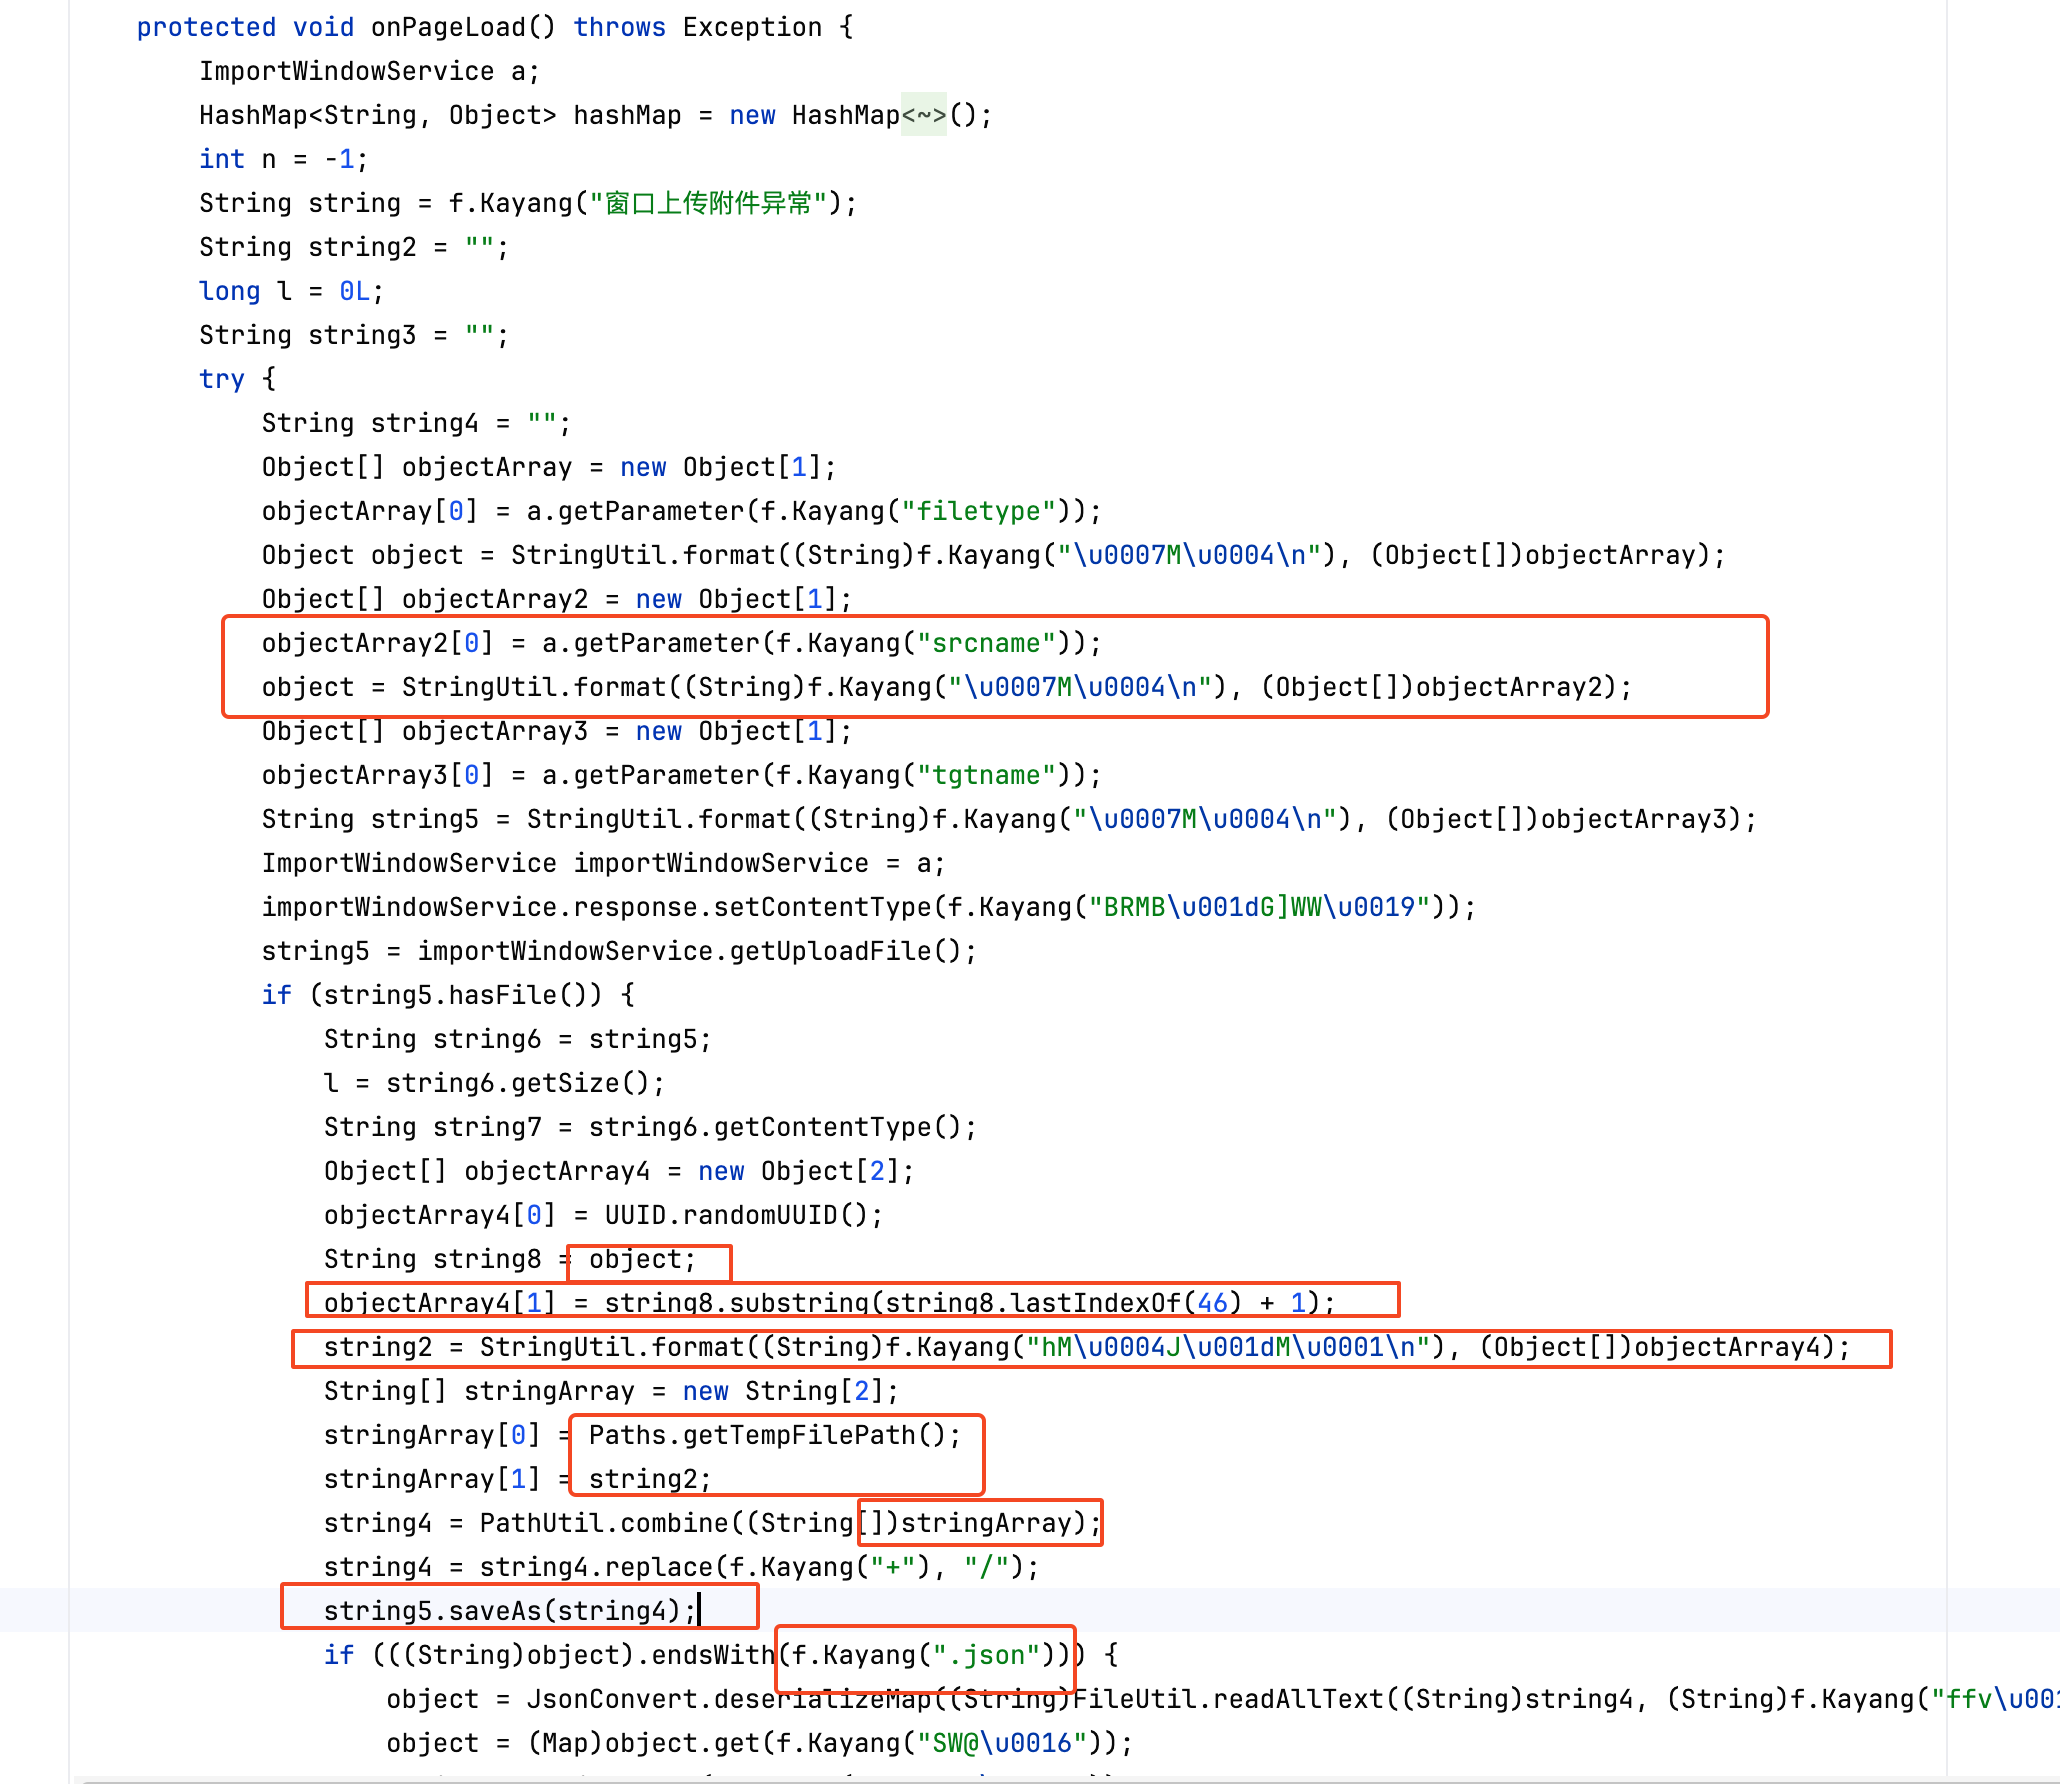 protected void onPageLoad() throws Exception {
ImportWindowService a;
HashMap<String, Object> hashMap = new HashMap<~>();
int n = -1;
String string = f.Kayang("窗口上传附件异常");
String string2 = "";
long l = 0L;
String string3 = "";
try {
String string4 = "";
Object[] objectArray = new Object[1];
objectArray[0] = a.getParameter(f.Kayang("filetype"));
Object object = StringUtil.format((String)f.Kayang("\u0007M\u0004\n"), (Object[])objectArray);
Object[] objectArray2 = new Object[1];
objectArray2[0] = a.getParameter(f.Kayang("srcname"));
object = StringUtil.format((String)f.Kayang("\u0007M\u0004\n"), (Object[])objectArray2);
Object[] objectArray3 = new Object[1];
objectArray3[0] = a.getParameter(f.Kayang("tgtname"));
String string5 = StringUtil.format((String)f.Kayang("\u0007M\u0004\n"), (Object[])objectArray3);
ImportWindowService importWindowService = a;
importWindowService.response.setContentType(f.Kayang("BRMB\u001dG]WW\u0019"));
string5 = importWindowService.getUploadFile();
if (string5.hasFile()) {
String string6 = string5;
l = string6.getSize();
String string7 = string6.getContentType();
Object[] objectArray4 = new Object[2];
objectArray4[0] = UUID.randomUUID();
String string8 = object;
objectArray4[1] = string8.substring(string8.lastIndexOf(46) + 1);
string2 = StringUtil.format((String)f.Kayang("hM\u0004J\u001dM\u0001\n"), (Object[])objectArray4);
String[] stringArray = new String[2];
stringArray[0] = Paths.getTempFilePath();
stringArray[1] = string2;
string4 = PathUtil.combine((String[])stringArray);
string4 = string4.replace(f.Kayang("+"), "/");
string5.saveAs(string4);
if (((String)object).endsWith(f.Kayang(".json"))) {
object = JsonConvert.deserializeMap((String)FileUtil.readAllText((String)string4, (String)f.Kayang("ffv\u001
object = (Map)object.get(f.Kayang("SW@\u0016"));